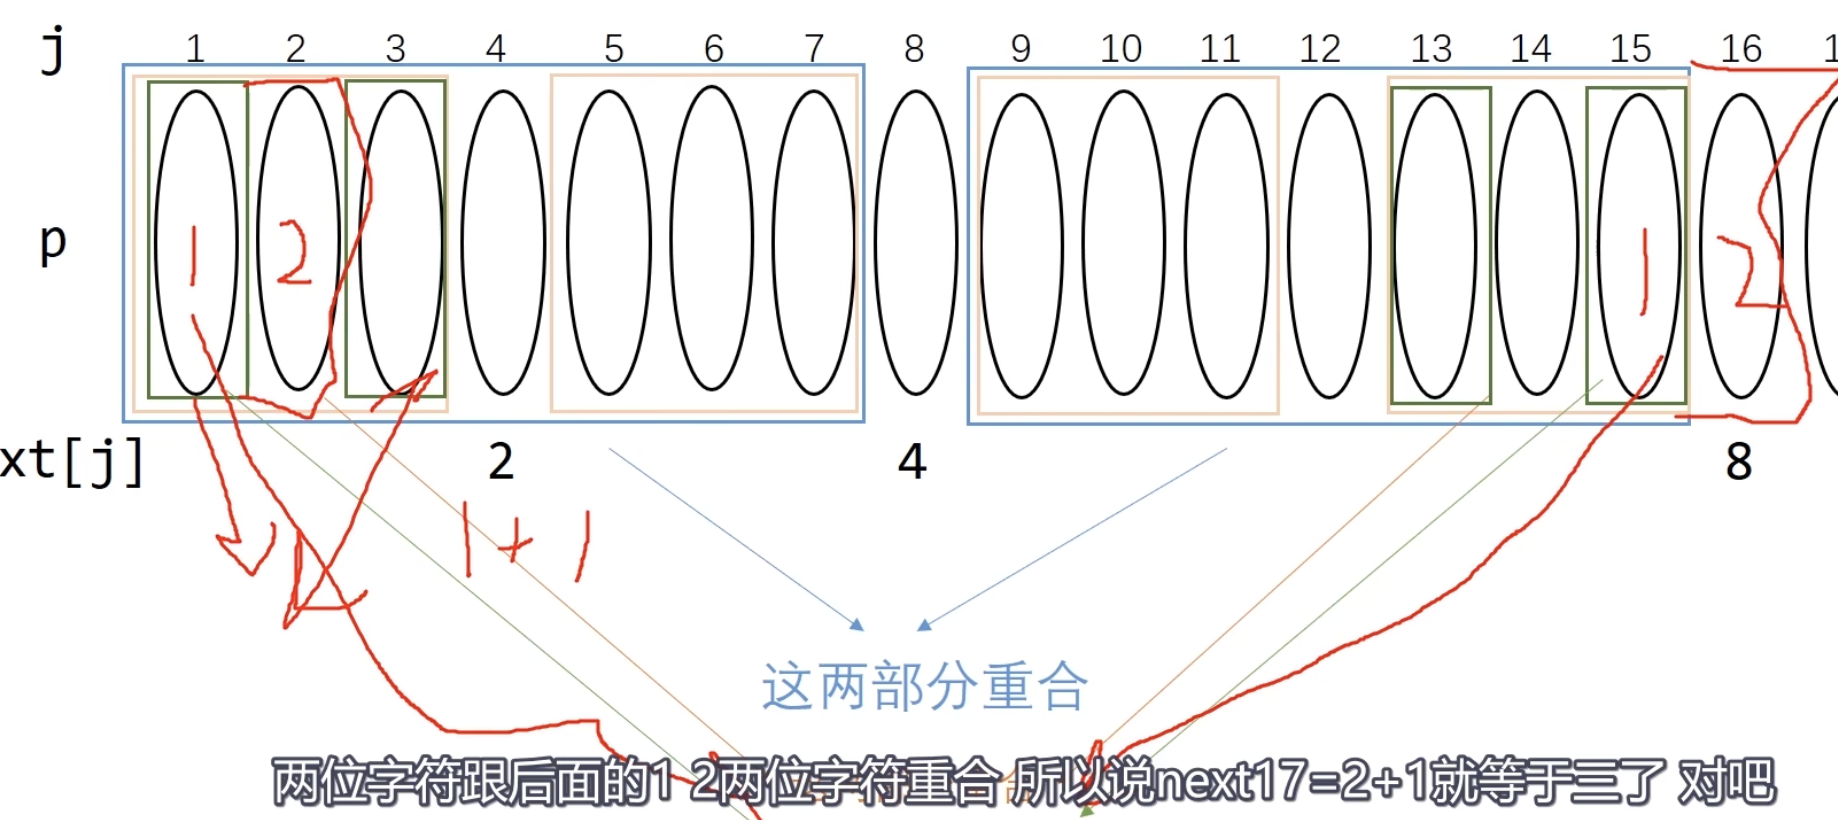 j 1 2 3 4 5 6 7 8 9 10 11 12 13 14 15 16 1
p 1 2 1 2
xt[j] 2 4 8
1+1
这两部分重合
两位字符跟后面的1 2两位字符重合 所以说next17=2+1就等于三了 对吧